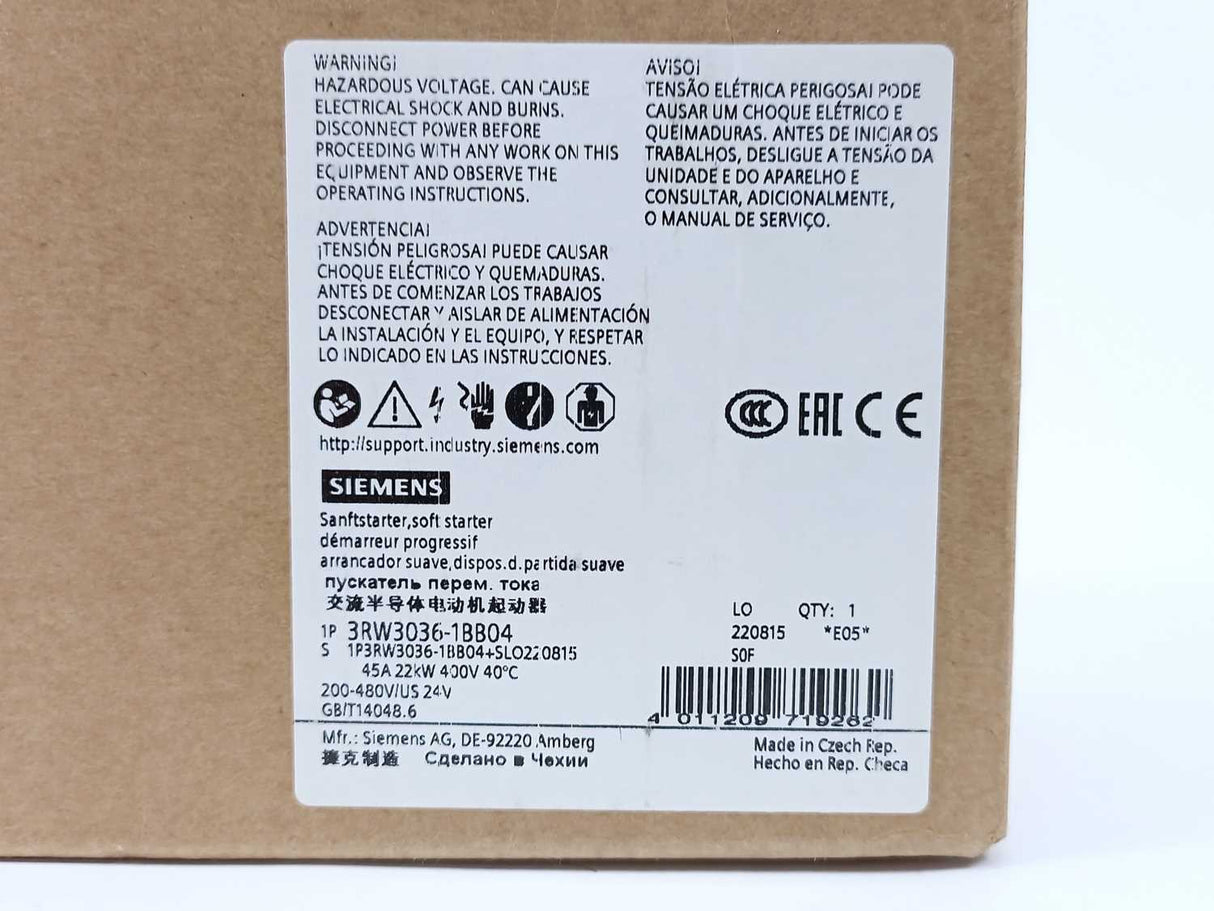 WARNING!
HAZARDOUS VOLTAGE. CAN CAUSE
ELECTRICAL SHOCK AND BURNS.
DISCONNECT POWER BEFORE
PROCEEDING WITH ANY WORK ON THIS
EQUIPMENT AND OBSERVE THE
OPERATING INSTRUCTIONS.
ADVERTENCIA!
¡TENSIÓN PELIGROSA! PUEDE CAUSAR
CHOQUE ELÉCTRICO Y QUEMADURAS.
ANTES DE COMENZAR LOS TRABAJOS
DESCONECTAR Y AISLAR DE ALIMENTACIÓN
LA INSTALACIÓN Y EL EQUIPO, Y RESPETAR
LO INDICADO EN LAS INSTRUCCIONES.
AVISO!
TENSÃO ELÉTRICA PERIGOSA! PODE
CAUSAR UM CHOQUE ELÉTRICO E
QUEIMADURAS. ANTES DE INICIAR OS
TRABALHOS, DESLIGUE A TENSÃO DA
UNIDADE E DO APARELHO E
CONSULTAR, ADICIONALMENTE,
O MANUAL DE SERVIÇO.
CCC EAC CE
http://support.industry.siemens.com
SIEMENS
Sanftstarter,soft starter
démarreur progressif
arrancador suave,dispos.d.partida suave
пускатель перем. тока
交流半导体电动机起动器
1P 3RW3036-1BB04
S 1P3RW3036-1BB04+SLO220815
45A 22kW 400V 40°C
200-480V/US 24V
GB/T14048.6
LO QTY: 1
220815 *E05*
S0F
4 011209 719262
Mfr.: Siemens AG, DE-92220 Amberg
捷克制造 Сделано в Чехии
Made in Czech Rep.
Hecho en Rep. Checa